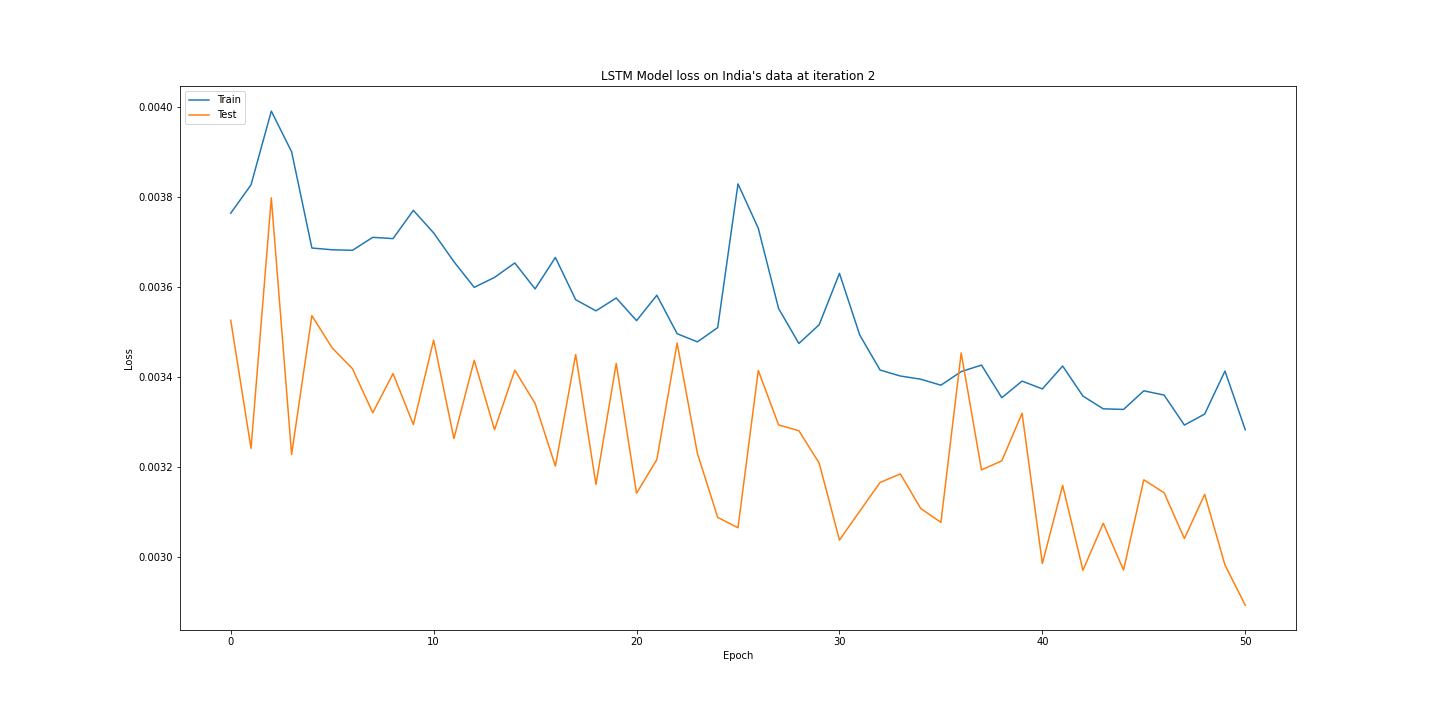 LSTM Model loss on India's data at iteration 2
Train
Test
0.0040
0.0038
0.0036
0.0034
0.0032
0.0030
Loss
0 10 20 30 40 50
Epoch